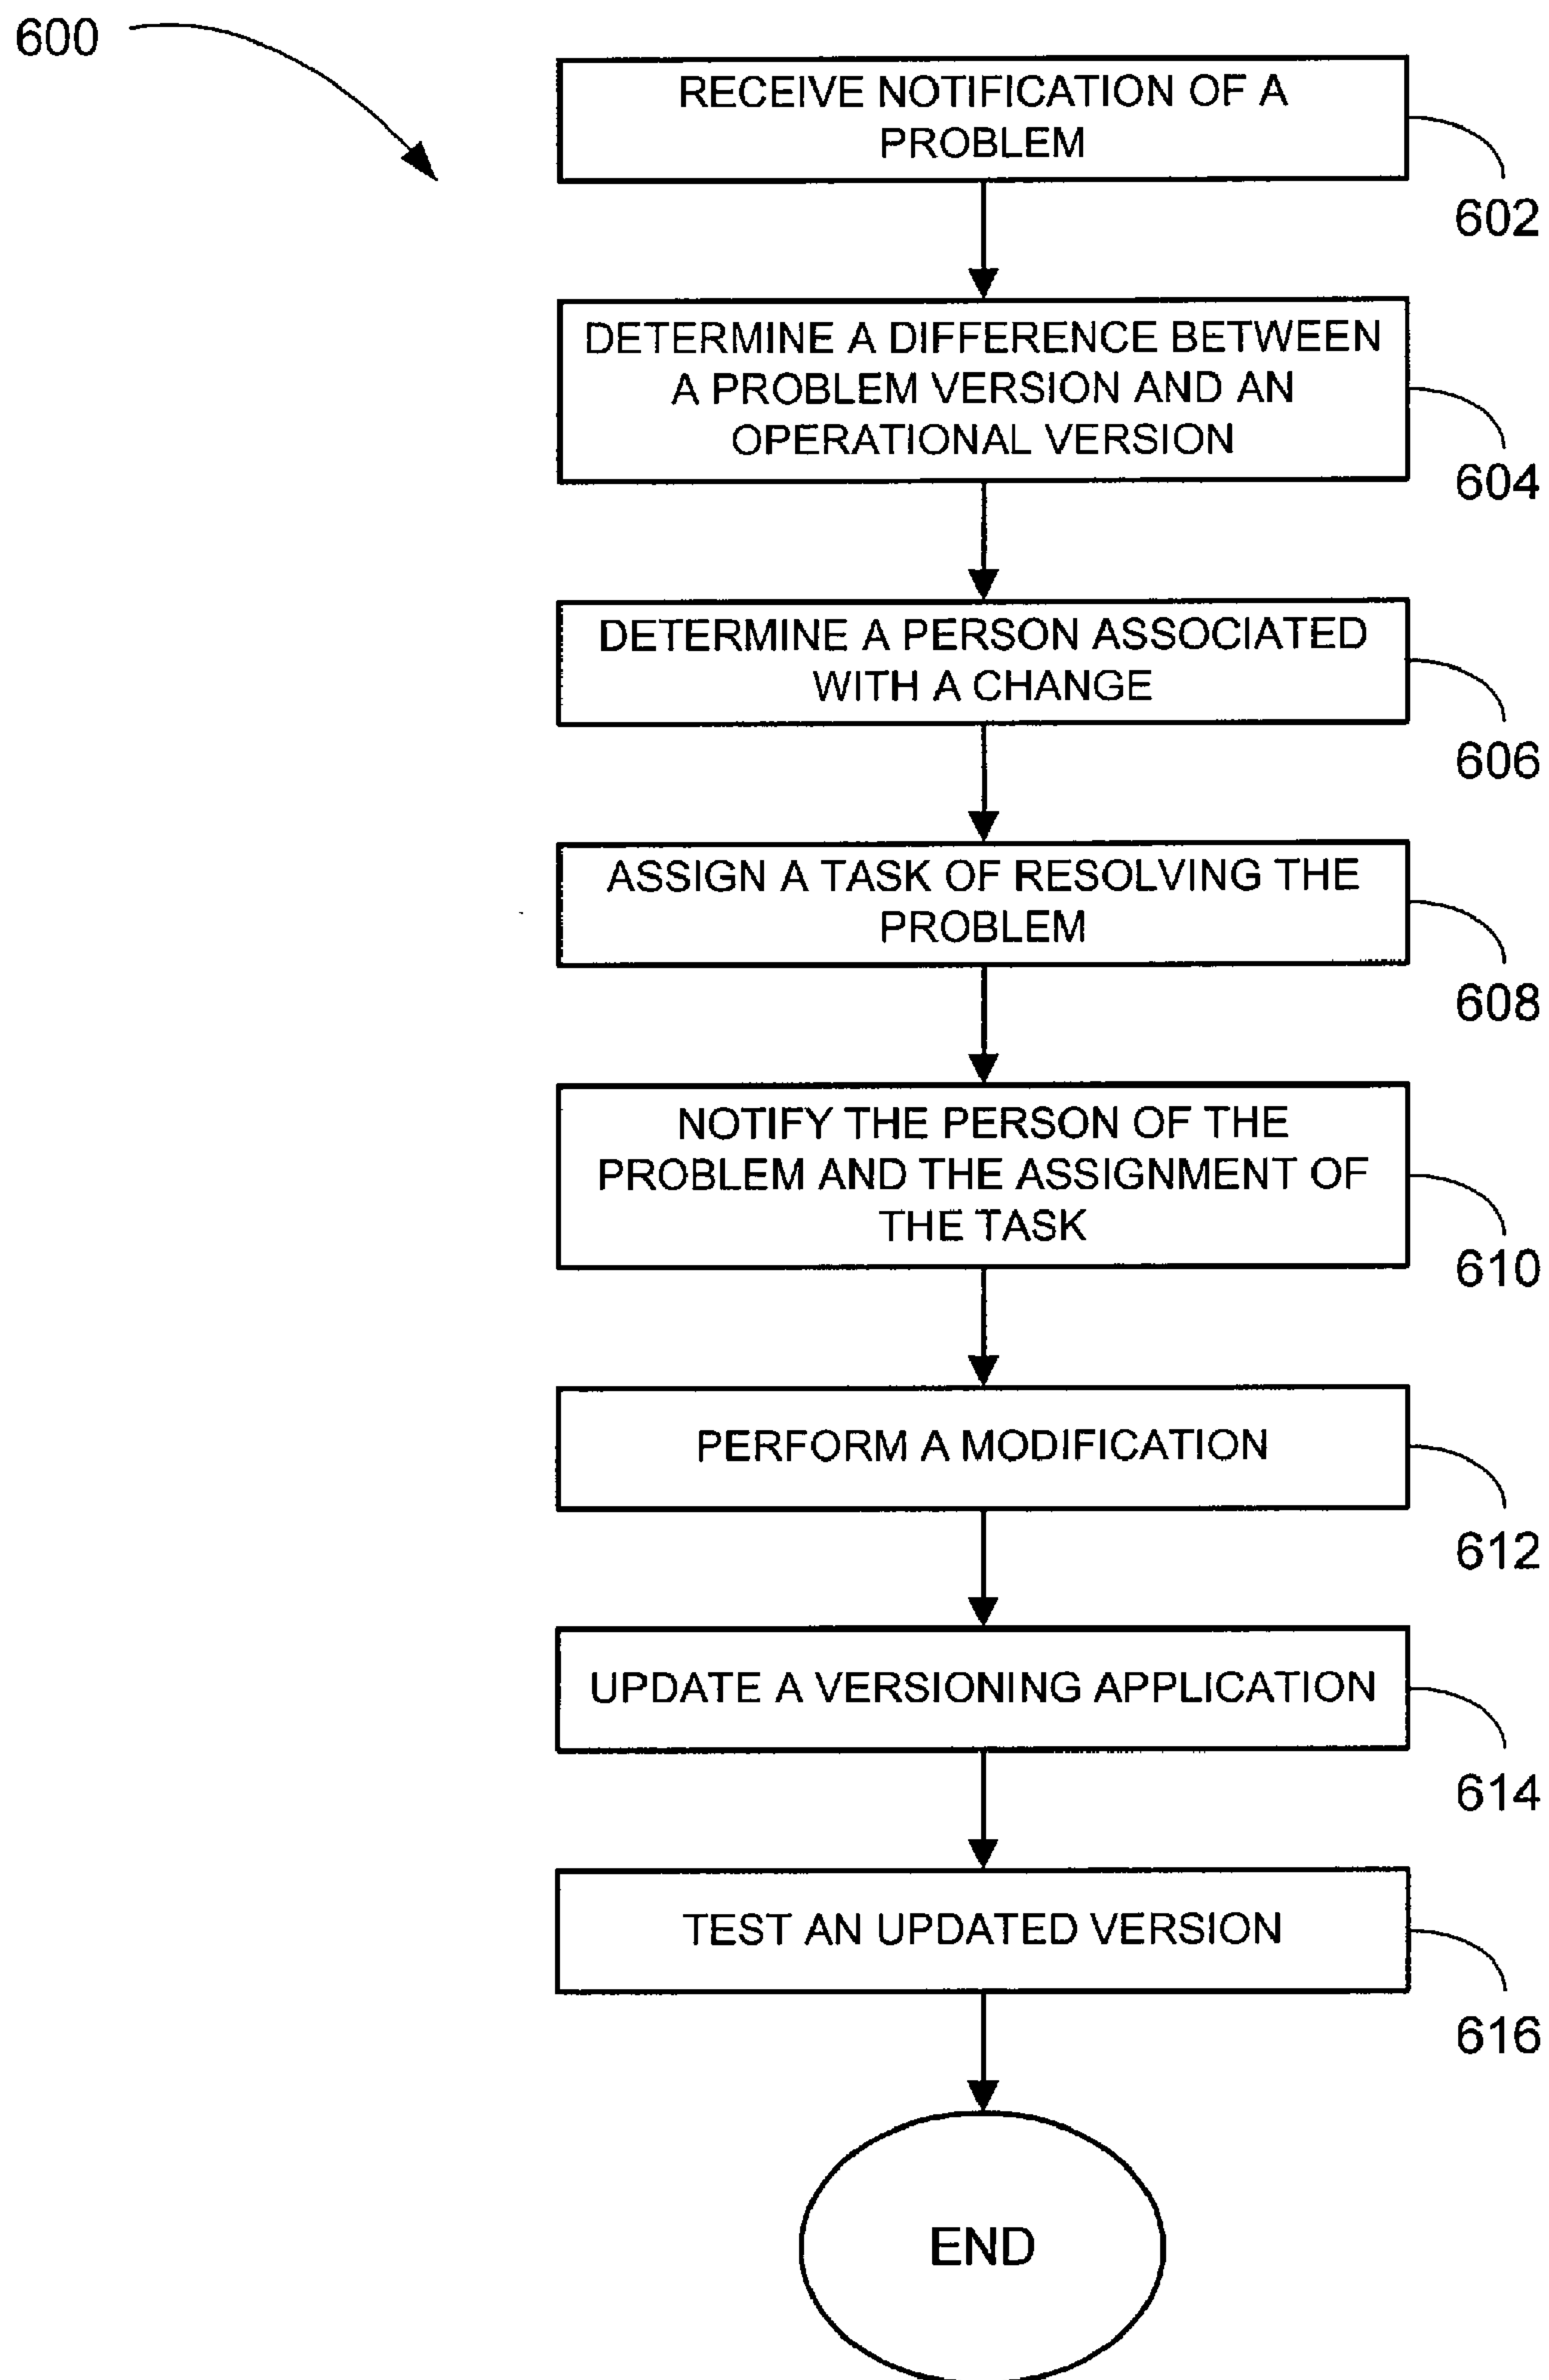 600
RECEIVE NOTIFICATION OF A
PROBLEM
602
DETERMINE A DIFFERENCE BETWEEN
A PROBLEM VERSION AND AN
OPERATIONAL VERSION
604
DETERMINE A PERSON ASSOCIATED
WITH A CHANGE
606
ASSIGN A TASK OF RESOLVING THE
PROBLEM
608
NOTIFY THE PERSON OF THE
PROBLEM AND THE ASSIGNMENT OF
THE TASK
610
PERFORM A MODIFICATION
612
UPDATE A VERSIONING APPLICATION
614
TEST AN UPDATED VERSION
616
END